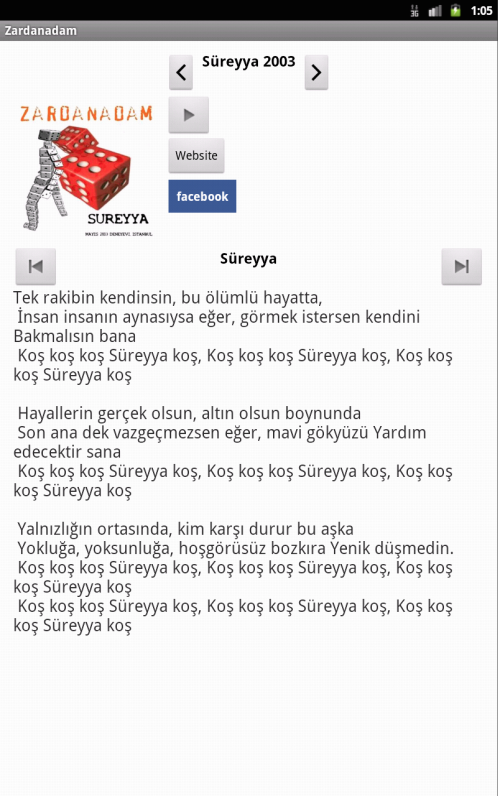 3G 1:05
Zardanadam
Süreyya 2003
ZARDANADAM
Website
facebook
SUREYYA
Süreyya
Tek rakibin kendinsin, bu ölümlü hayatta,
İnsan insanın aynasıysa eğer, görmek istersen kendini
Bakmalısın bana
Koş koş koş Süreyya koş, Koş koş koş Süreyya koş, Koş koş
koş Süreyya koş
Hayallerin gerçek olsun, altın olsun boynunda
Son ana dek vazgeçmezsen eğer, mavi gökyüzü Yardım
edecektir sana
Koş koş koş Süreyya koş, Koş koş koş Süreyya koş, Koş koş
koş Süreyya koş
Yalnızlığın ortasında, kim karşı durur bu aşka
Yokluğa, yoksunluğa, hoşgörüsüz bozkıra Yenik düşmedin.
Koş koş koş Süreyya koş, Koş koş koş Süreyya koş, Koş koş
koş Süreyya koş
Koş koş koş Süreyya koş, Koş koş koş Süreyya koş, Koş koş
koş Süreyya koş